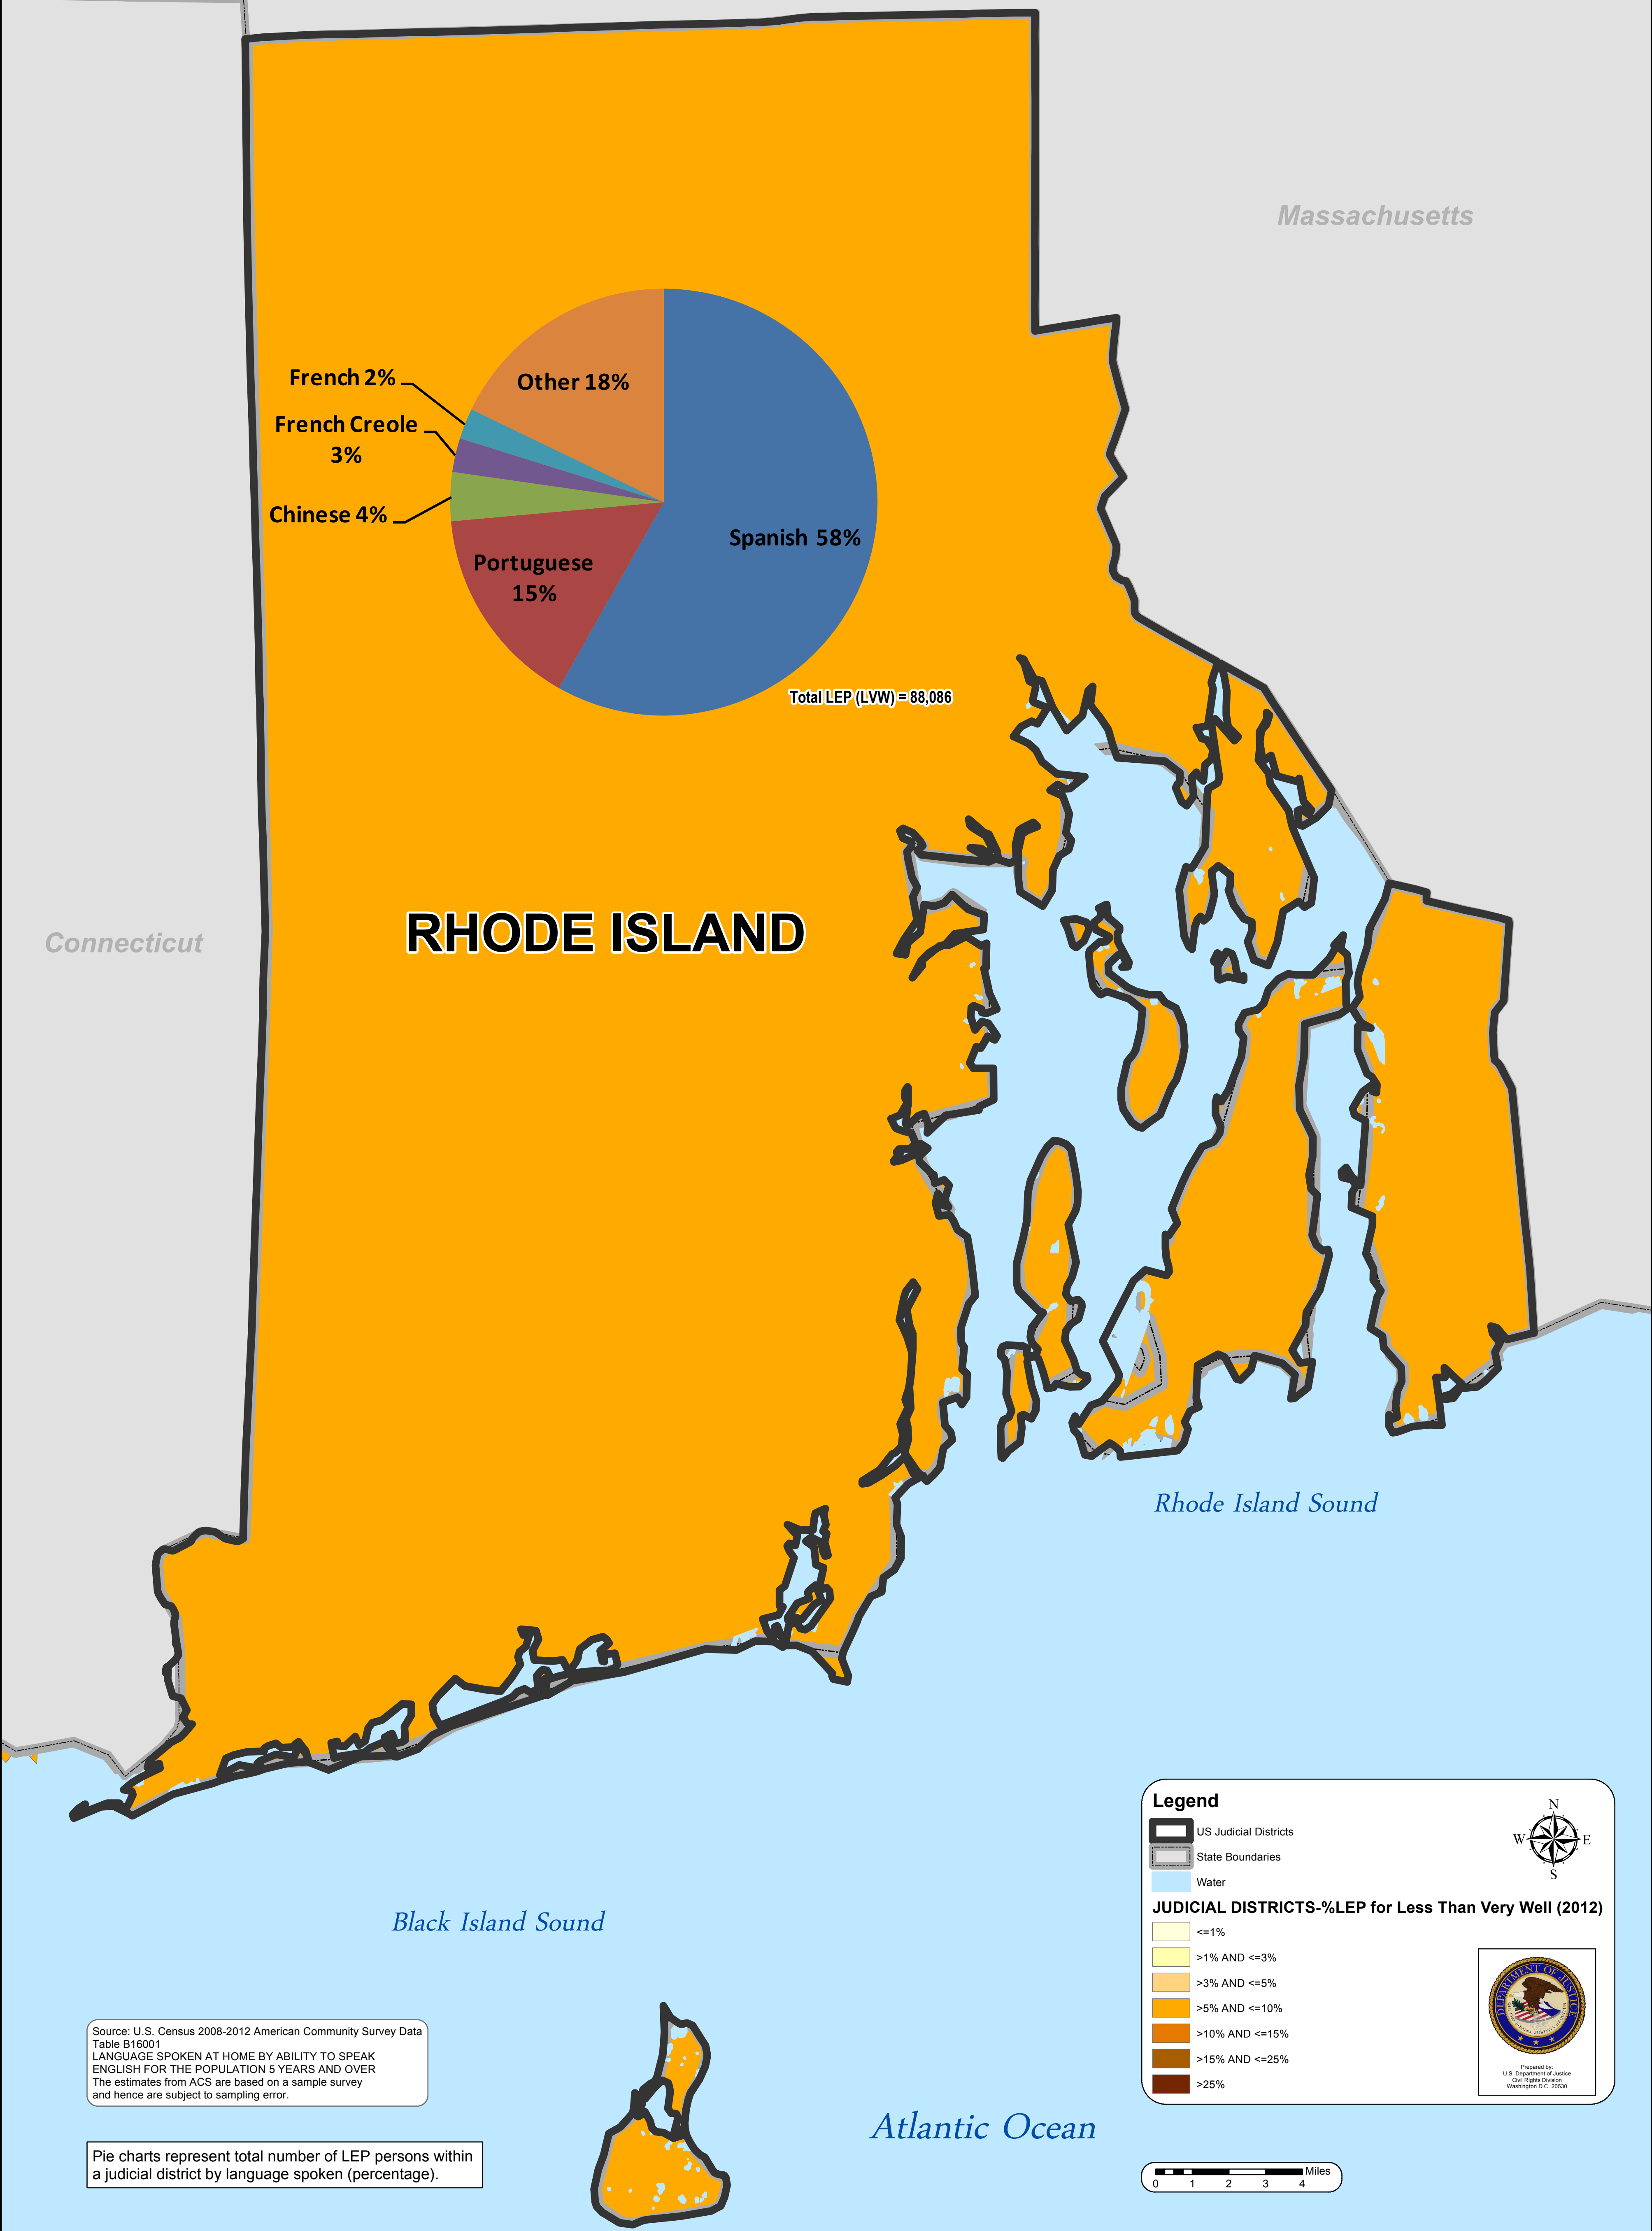 Massachusetts
French 2%
Other 18%
French Creole
3%
Chinese 4%
Spanish 58%
Portuguese
15%
Total LEP (LVW) = 88,086
RHODE ISLAND
Connecticut
Rhode Island Sound
Black Island Sound
Atlantic Ocean
Source: U.S. Census 2008-2012 American Community Survey Data
Table B16001
LANGUAGE SPOKEN AT HOME BY ABILITY TO SPEAK
ENGLISH FOR THE POPULATION 5 YEARS AND OVER
The estimates from ACS are based on a sample survey
and hence are subject to sampling error.
Pie charts represent total number of LEP persons within
a judicial district by language spoken (percentage).
Legend
US Judicial Districts
State Boundaries
Water
N
W
E
S
JUDICIAL DISTRICTS-%LEP for Less Than Very Well (2012)
<=1%
>1% AND <=3%
>3% AND <=5%
>5% AND <=10%
>10% AND <=15%
>15% AND <=25%
>25%
DEPARTMENT OF JUSTICE
Prepared by:
U.S. Department of Justice
Civil Rights Division
Washington D.C. 20530
Miles
0 1 2 3 4